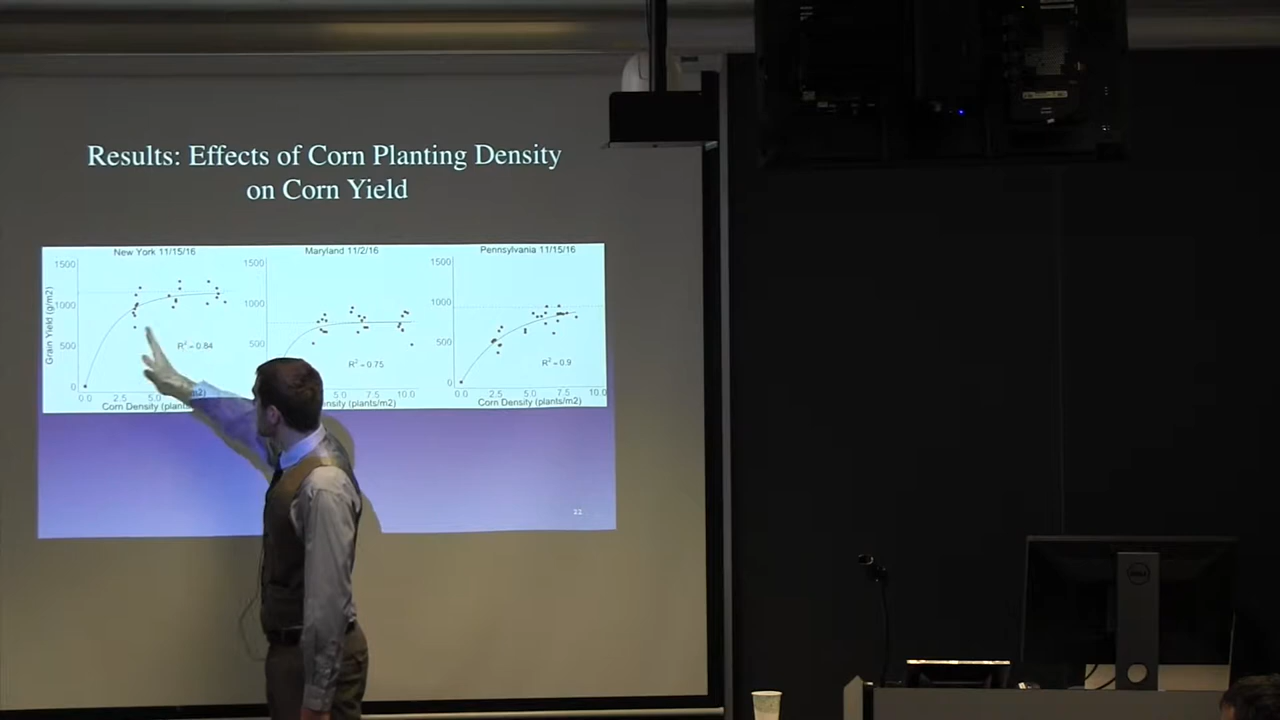 Results: Effects of Corn Planting Density
on Corn Yield
New York 11/15/16
Maryland 11/2/16
Pennsylvania 11/15/16
1500
1000
500
0
Grain Yield (g/m2)
R² = 0.84
0.0 2.5 5.0
Corn Density (plants m2)
1500
1000
500
R² = 0.75
5.0 7.5 10.0
density (plants/m2)
1500
1000
500
0
R² = 0.9
0.0 2.5 5.0 7.5 10.0
Corn Density (plants/m2)
22
DELL